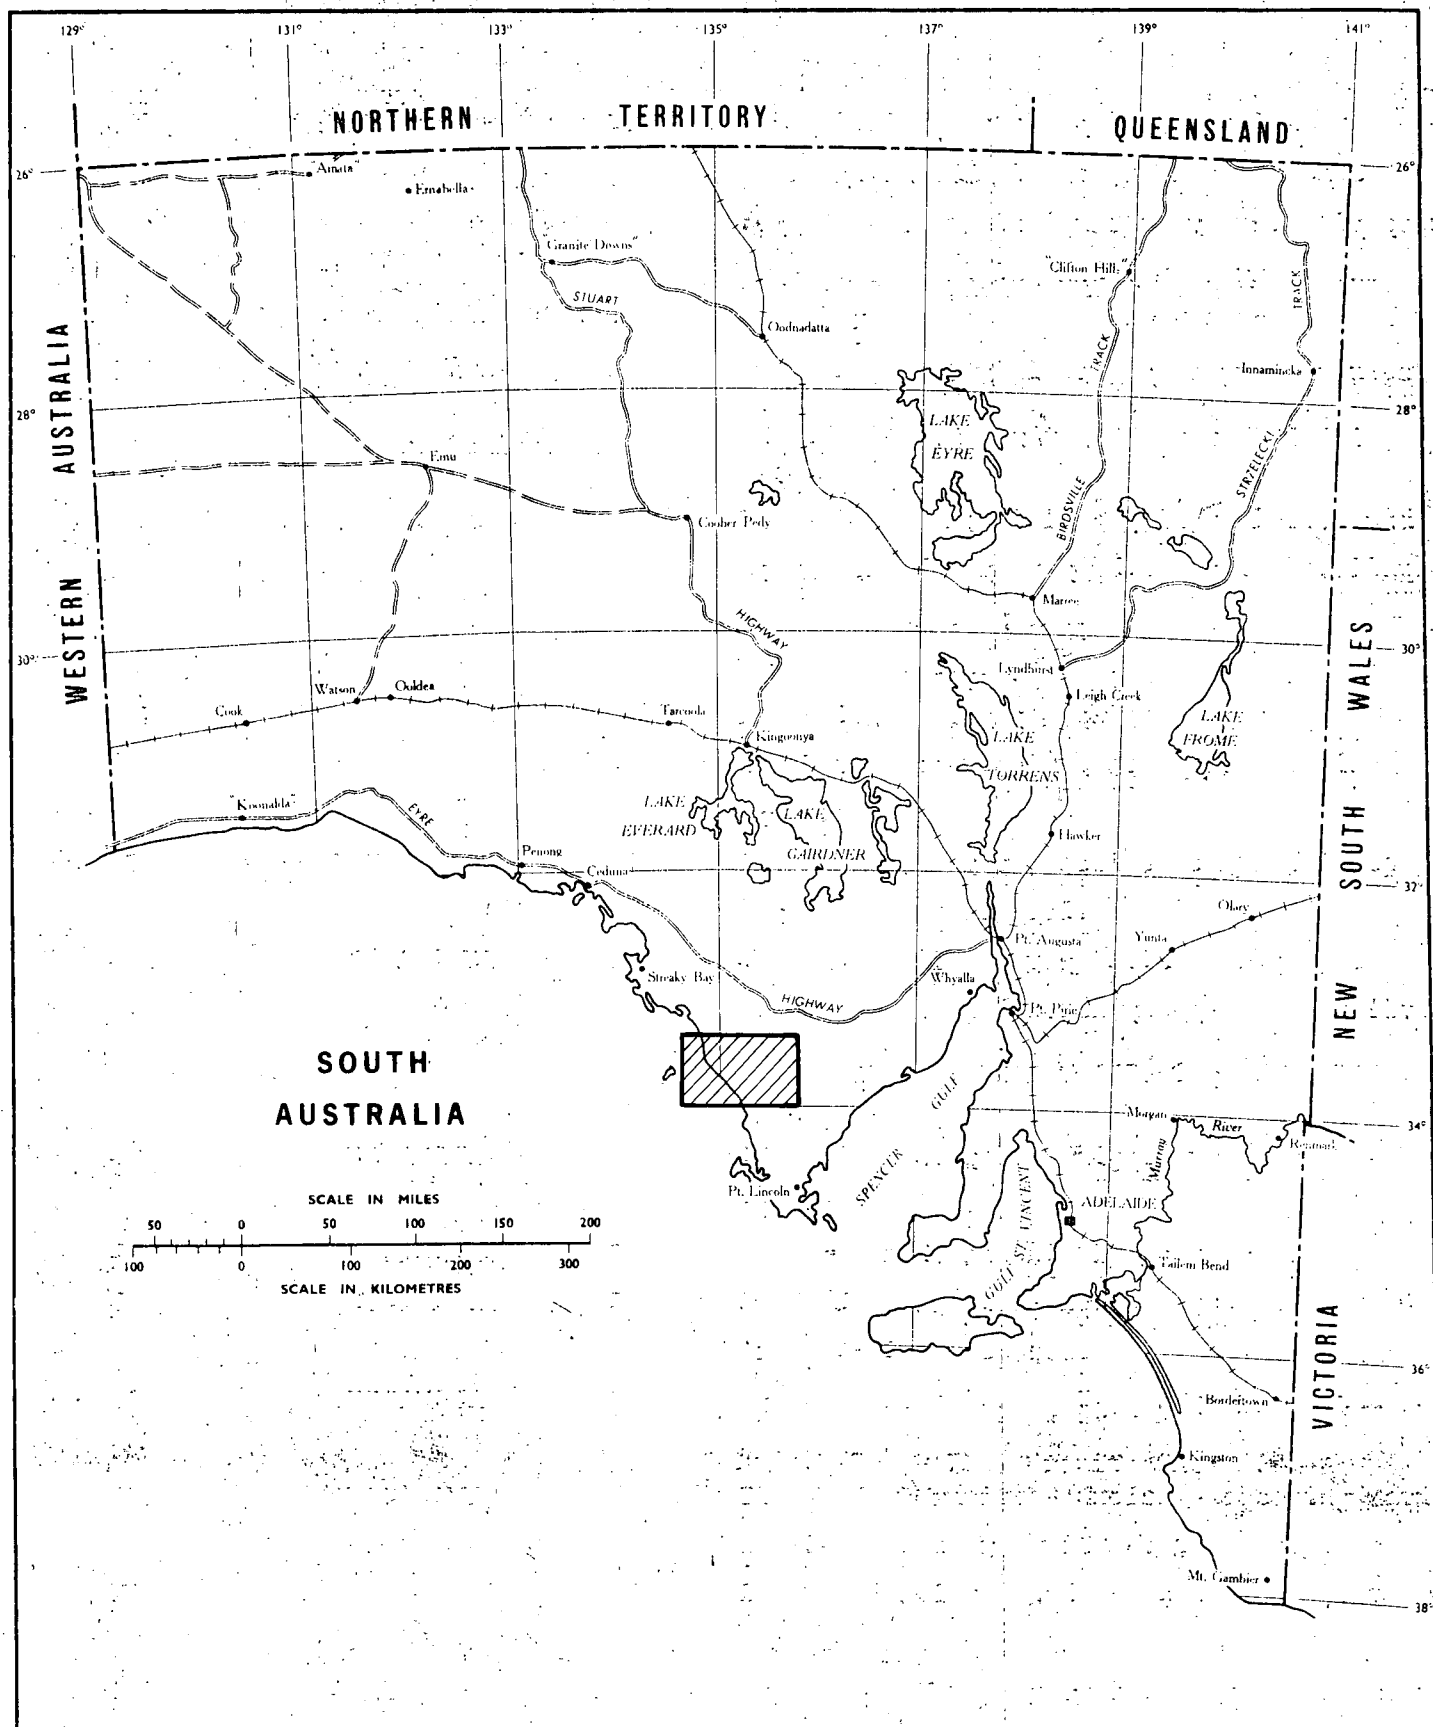 129° 131° 133° 135° 137° 139° 141°
NORTHERN TERRITORY QUEENSLAND
26° 26°
Amata"
Ernabella
"Granite Downs"
"Clifton Hills"
STUART
TRACK
Oodnadatta
TRACK
Innamincka
WESTERN AUSTRALIA
28° 28°
LAKE
EYRE
Emu
STRZELECKI
BIRDSVILLE
Coober Pedy
Marree
HIGHWAY
30° 30°
Lyndhurst
Leigh Creek
Watson
Ooldea
Cook
Tarcoola
Kingoonya
LAKE
FROME
LAKE
TORRENS
NEW SOUTH WALES
"Koonalda"
EYRE
LAKE
EVERARD
LAKE
GAIRDNER
Hawker
Penong
Ceduna
32°
Olary
Yunta
Pt. Augusta
Streaky Bay
Whyalla
HIGHWAY
Pt. Pirie
SOUTH
AUSTRALIA
SPENCER GULF
Morgan
River
Murray
Renmark
34°
Pt. Lincoln
GULF ST. VINCENT
ADELAIDE
SCALE IN MILES
50 0 50 100 150 200
100 0 100 200 300
SCALE IN KILOMETRES
Tailem Bend
VICTORIA
36°
Bordertown
Kingston
Mt. Gambier
38°